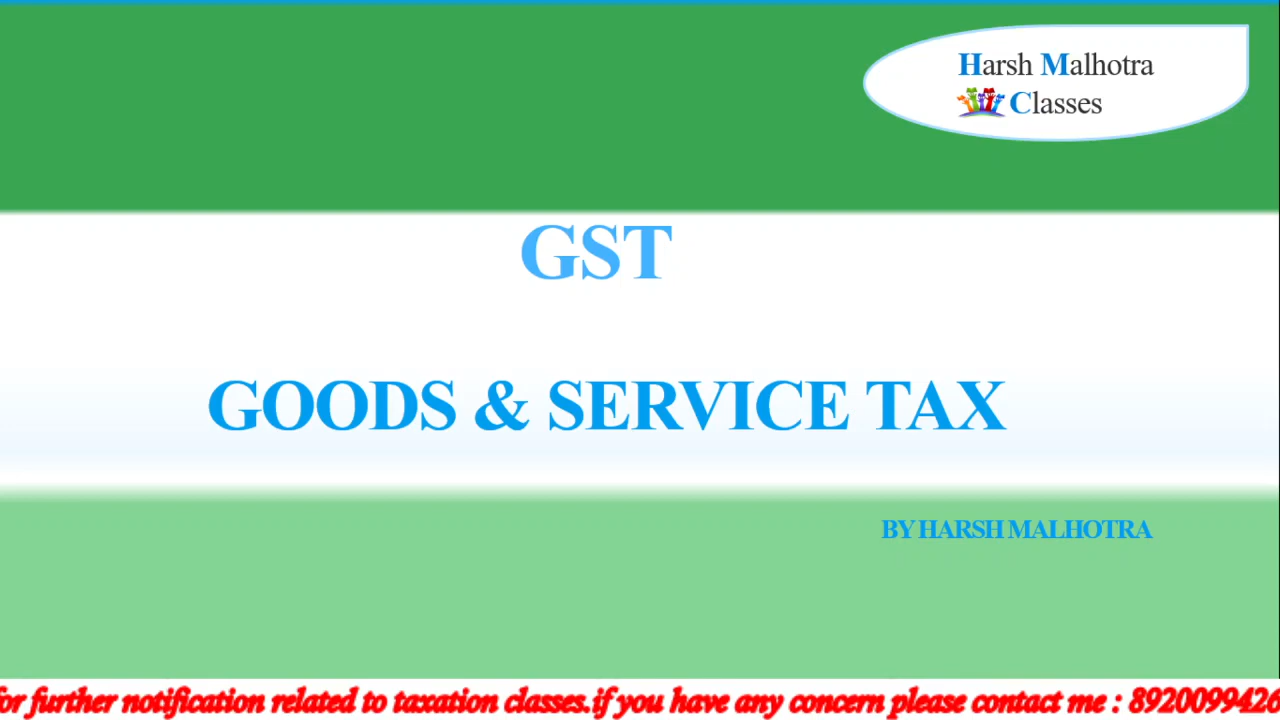 Harsh Malhotra
Classes
GST
GOODS & SERVICE TAX
BY HARSH MALHOTRA
for further notification related to taxation classes.if you have any concern please contact me : 8920099426